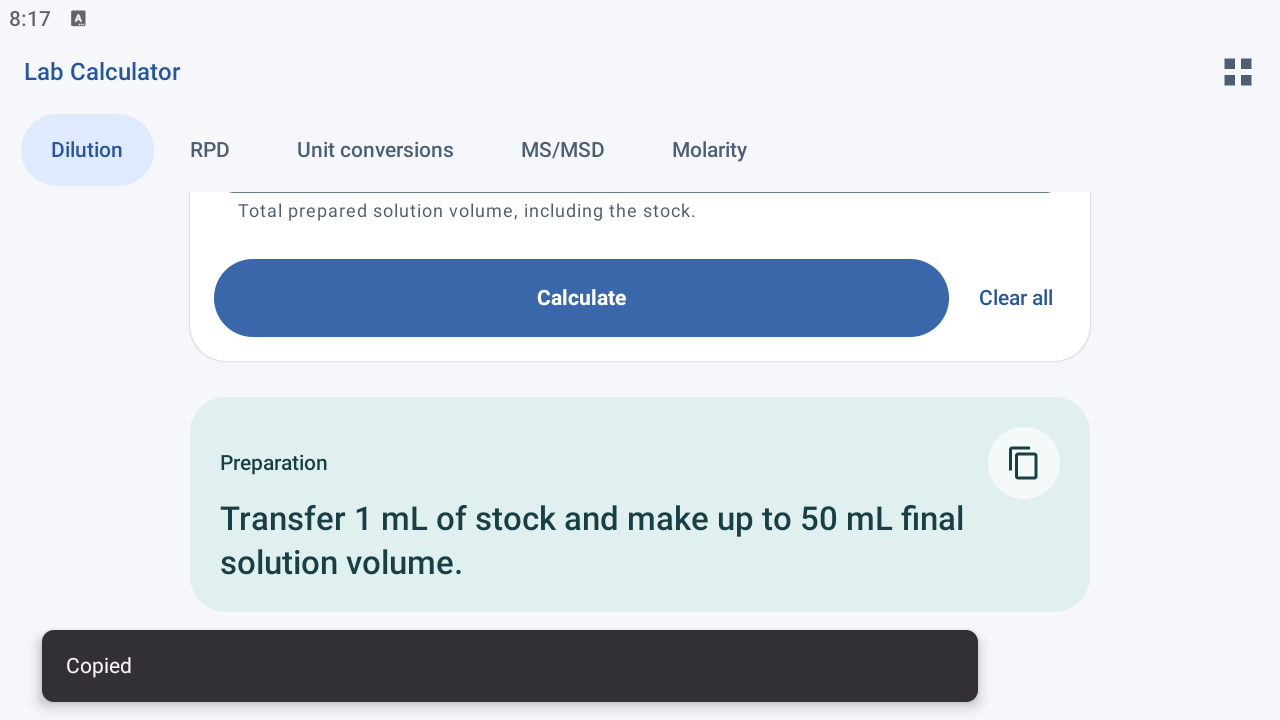 8:17
Lab Calculator
Dilution
RPD
Unit conversions
MS/MSD
Molarity
Total prepared solution volume, including the stock.
Calculate
Clear all
Preparation
Transfer 1 mL of stock and make up to 50 mL final
solution volume.
Copied